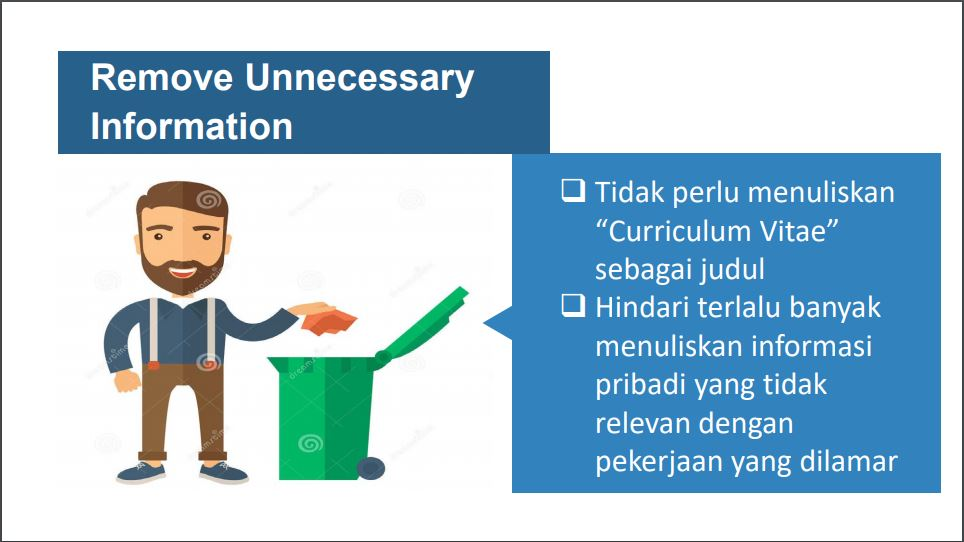 Remove Unnecessary
Information
❑ Tidak perlu menuliskan
“Curriculum Vitae”
sebagai judul
❑ Hindari terlalu banyak
menuliskan informasi
pribadi yang tidak
relevan dengan
pekerjaan yang dilamar